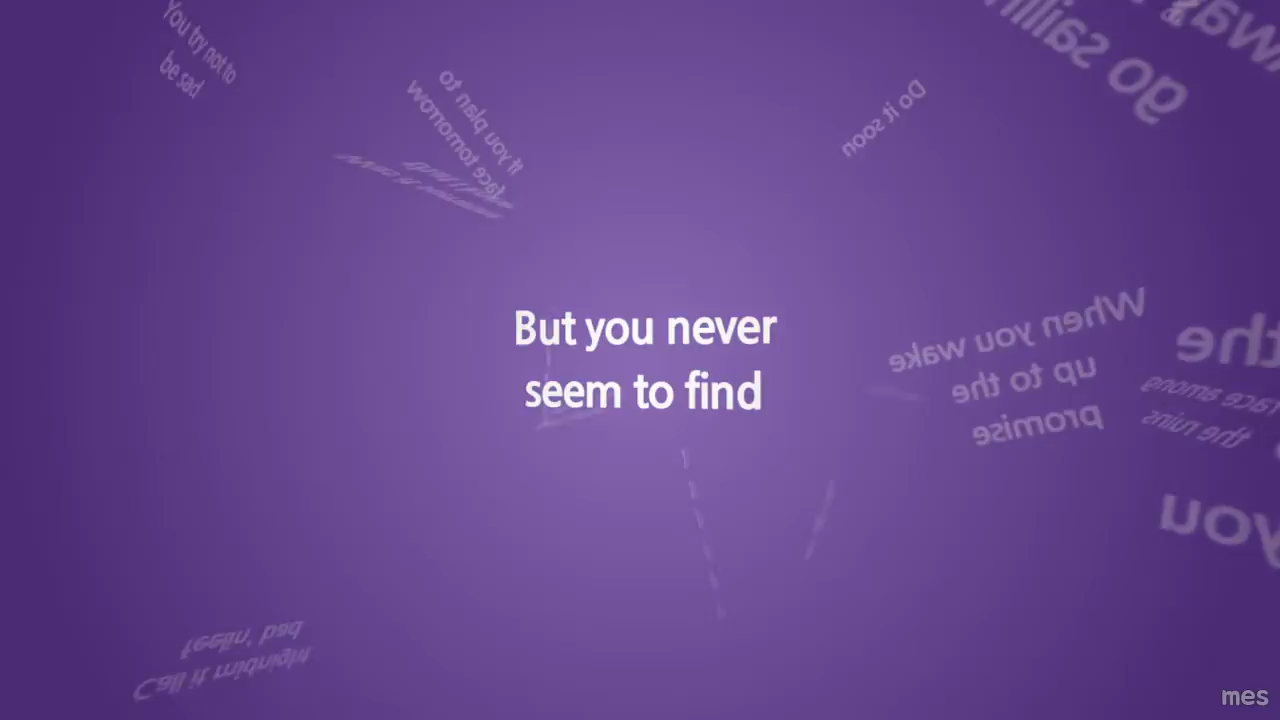 You try not to
be sad
if you plan to
face tomorrow
Do it soon
way
go sailin
But you never
seem to find
When you wake
up to the
promise
the
face among
the ruins
you
feelin' bad
Call it midnight
mes